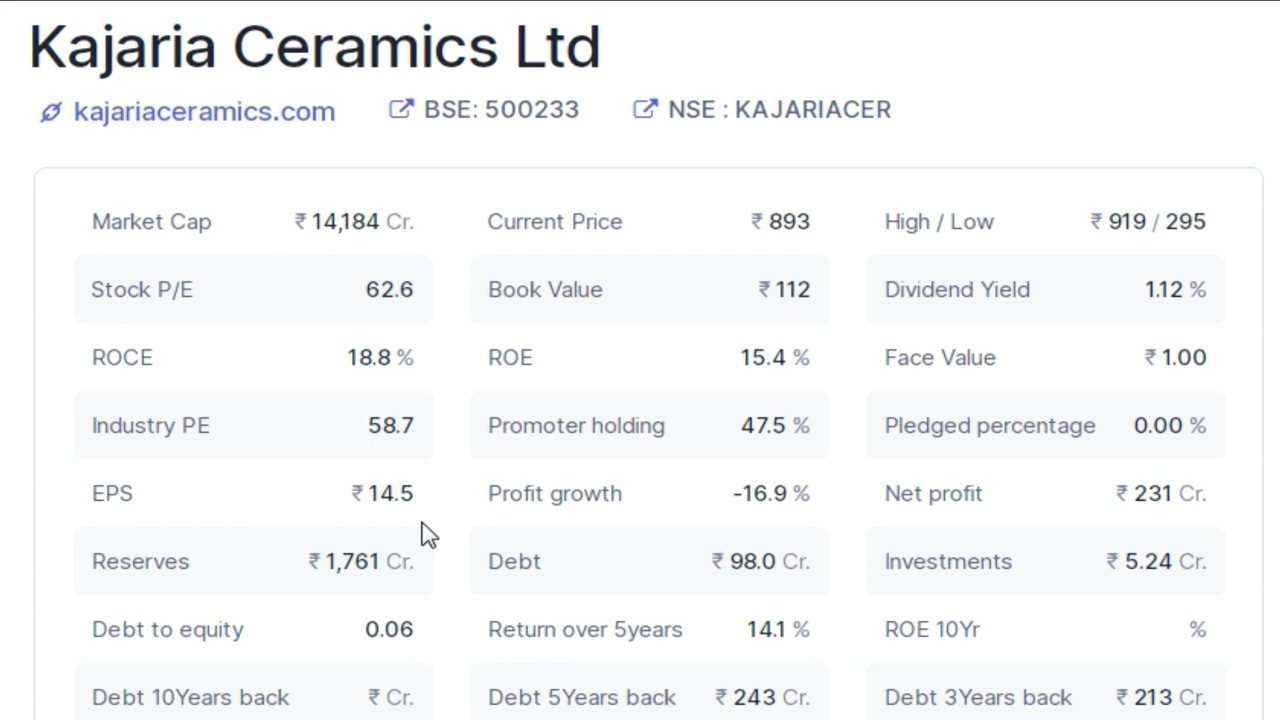 Kajaria Ceramics Ltd
kajariaceramics.com BSE: 500233 NSE : KAJARIACER
Market Cap ₹ 14,184 Cr. Current Price ₹ 893 High / Low ₹ 919 / 295
Stock P/E 62.6 Book Value ₹ 112 Dividend Yield 1.12 %
ROCE 18.8 % ROE 15.4 % Face Value ₹ 1.00
Industry PE 58.7 Promoter holding 47.5 % Pledged percentage 0.00 %
EPS ₹ 14.5 Profit growth -16.9 % Net profit ₹ 231 Cr.
Reserves ₹ 1,761 Cr. Debt ₹ 98.0 Cr. Investments ₹ 5.24 Cr.
Debt to equity 0.06 Return over 5years 14.1 % ROE 10Yr %
Debt 10Years back ₹ Cr. Debt 5Years back ₹ 243 Cr. Debt 3Years back ₹ 213 Cr.